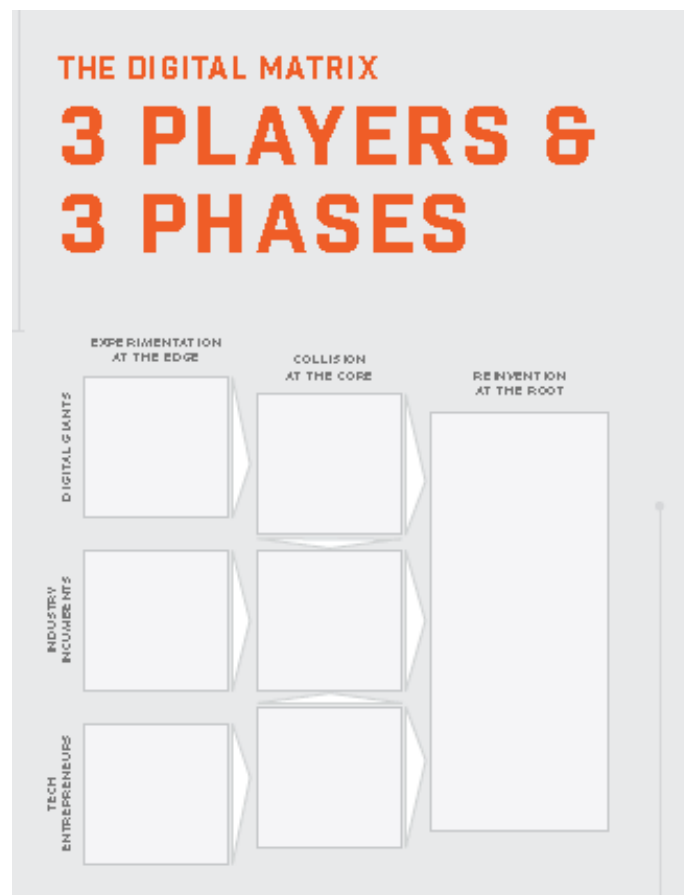 THE DIGITAL MATRIX
3 PLAYERS &
3 PHASES
EXPERIMENTATION
AT THE EDGE
COLLISION
AT THE CORE
REINVENTION
AT THE ROOT
DIGITAL GIANTS
INDUSTRY
INCUMBENTS
TECH
ENTREPRENEURS